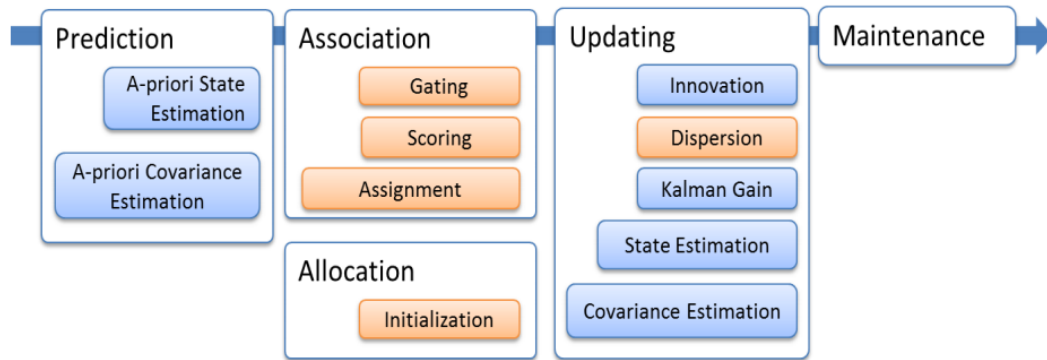 Prediction
A-priori State
Estimation
A-priori Covariance
Estimation
Association
Gating
Scoring
Assignment
Allocation
Initialization
Updating
Innovation
Dispersion
Kalman Gain
State Estimation
Covariance Estimation
Maintenance